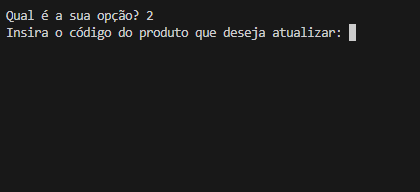 Qual é a sua opção? 2
Insira o código do produto que deseja atualizar: